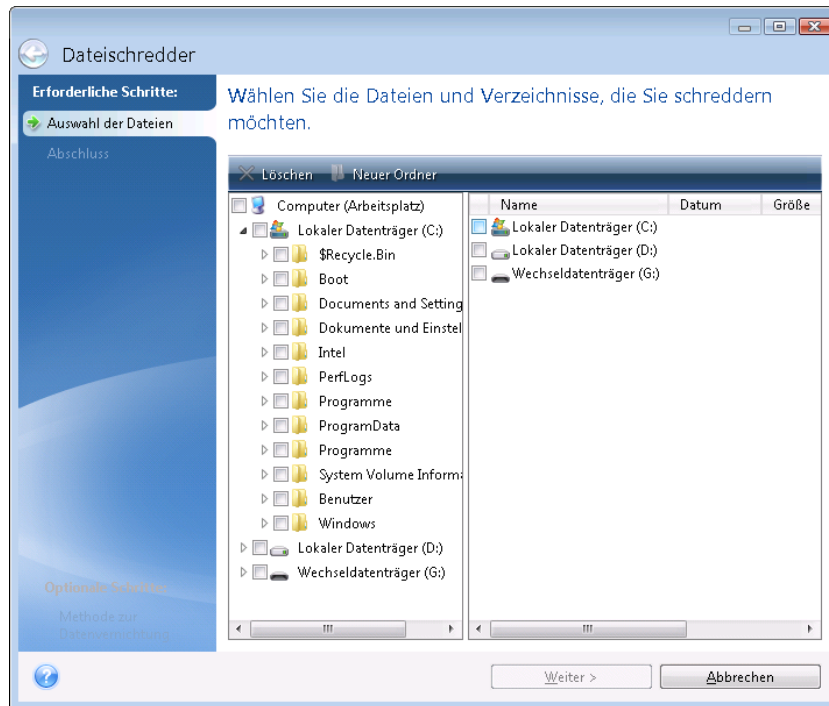 Dateischredder
Erforderliche Schritte:
Auswahl der Dateien
Abschluss
Optionale Schritte:
Methode zur
Datenvernichtung
Wählen Sie die Dateien und Verzeichnisse, die Sie schreddern
möchten.
Löschen Neuer Ordner
Computer (Arbeitsplatz)
Lokaler Datenträger (C:)
$Recycle.Bin
Boot
Documents and Setting
Dokumente und Einstel
Intel
PerfLogs
Programme
ProgramData
Programme
System Volume Inform
Benutzer
Windows
Lokaler Datenträger (D:)
Wechseldatenträger (G:)
Name Datum Größe
Lokaler Datenträger (C:)
Lokaler Datenträger (D:)
Wechseldatenträger (G:)
Weiter >
Abbrechen